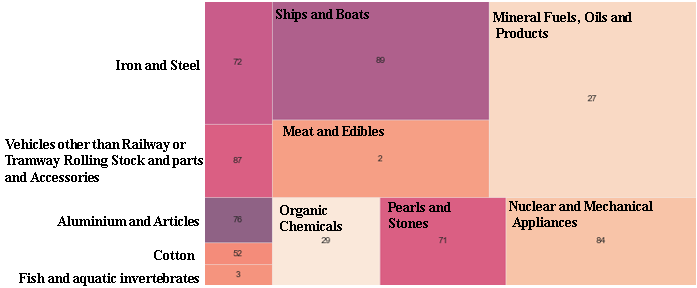 Iron and Steel
72
Ships and Boats
89
Mineral Fuels, Oils and
Products
27
Vehicles other than Railway or
Tramway Rolling Stock and parts
and Accessories
87
Meat and Edibles
2
Aluminium and Articles
76
Cotton
52
Fish and aquatic invertebrates
3
Organic
Chemicals
29
Pearls and
Stones
71
Nuclear and Mechanical
Appliances
84